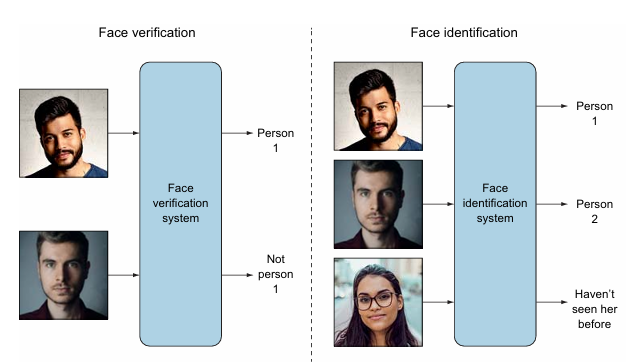 Face verification
Person
1
Face
verification
system
Not
person
1
Face identification
Person
1
Face
identification
system
Person
2
Haven't
seen her
before